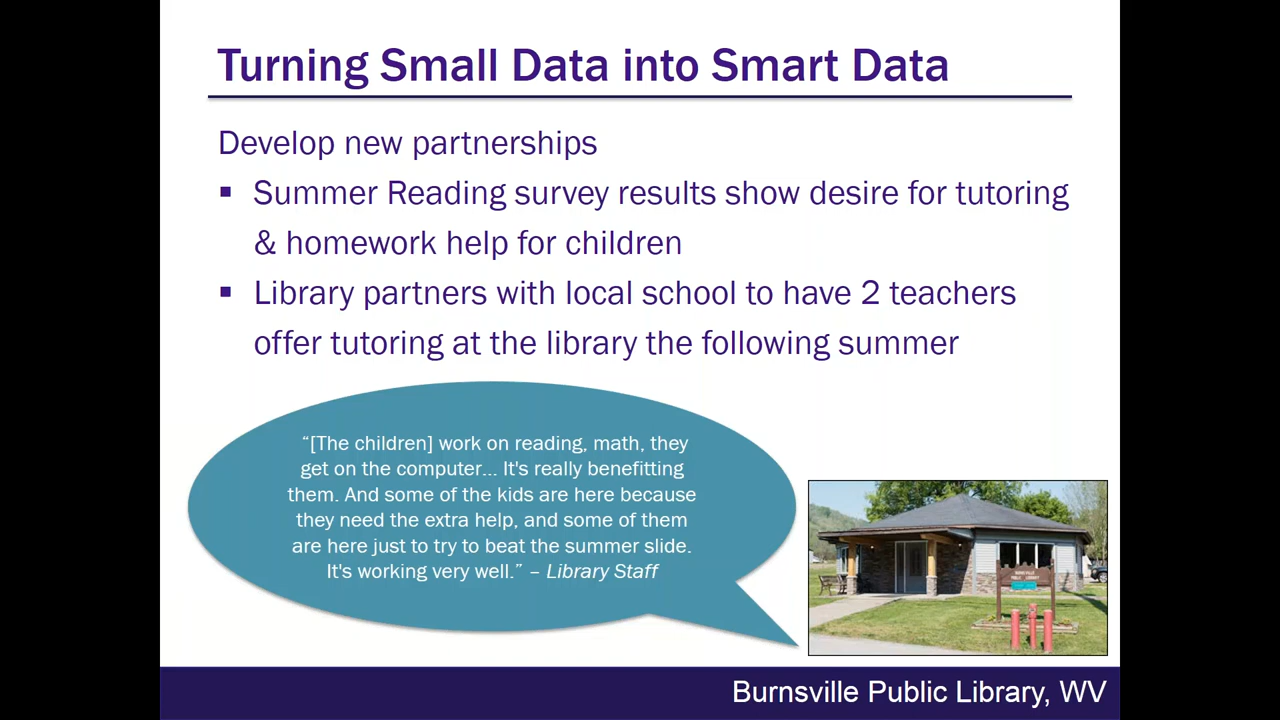 Turning Small Data into Smart Data
Develop new partnerships
▪ Summer Reading survey results show desire for tutoring
& homework help for children
▪ Library partners with local school to have 2 teachers
offer tutoring at the library the following summer
“[The children] work on reading, math, they
get on the computer... It's really benefitting
them. And some of the kids are here because
they need the extra help, and some of them
are here just to try to beat the summer slide.
It's working very well.” – Library Staff
BURNSVILLE
PUBLIC LIBRARY
Burnsville Public Library, WV